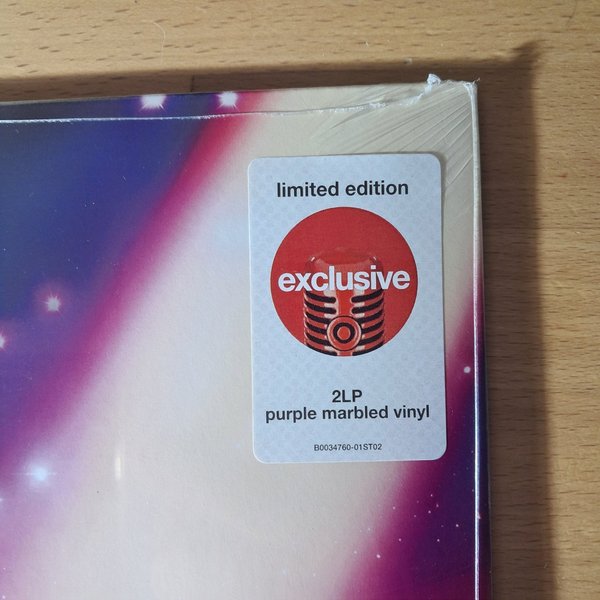 limited edition
exclusive
2LP
purple marbled vinyl
B0034760-01ST02